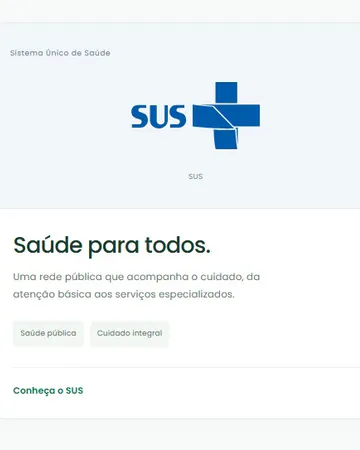 Sistema Único de Saúde
SUS
SUS
Saúde para todos.
Uma rede pública que acompanha o cuidado, da
atenção básica aos serviços especializados.
Saúde pública
Cuidado integral
Conheça o SUS